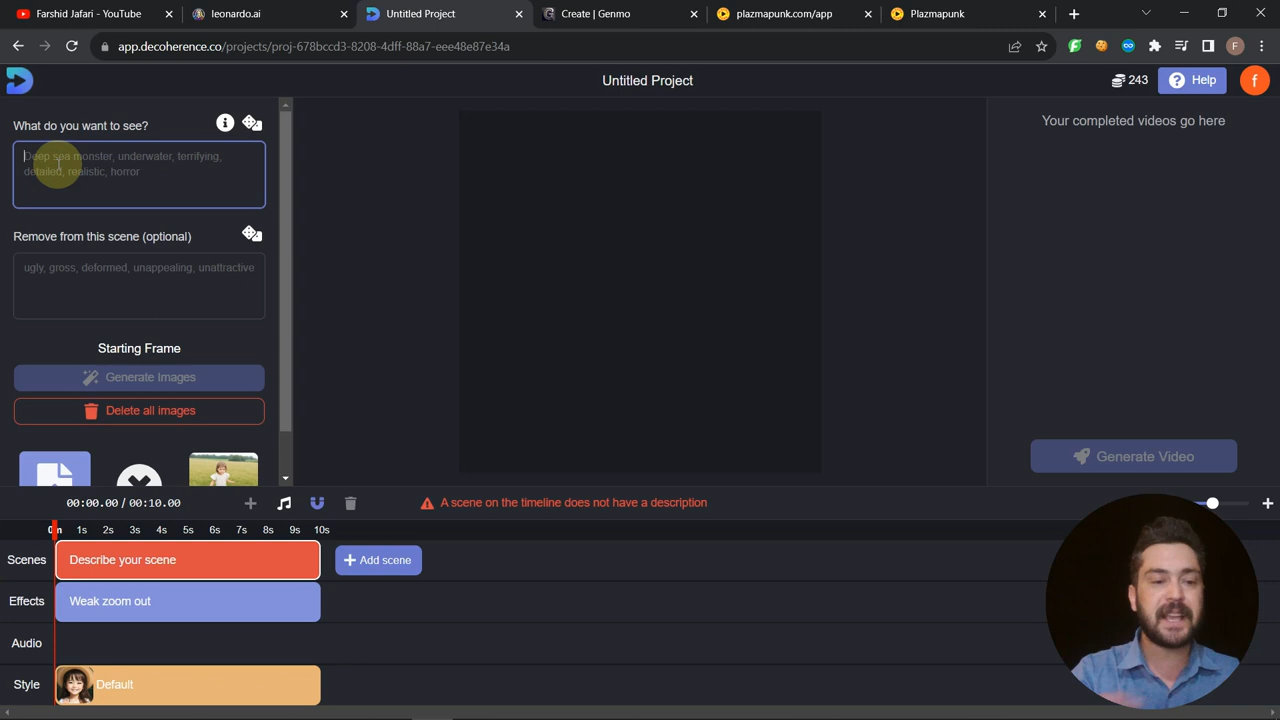 Farshid Jafari - YouTube
leonardo.ai
Untitled Project
Create | Genmo
plazmapunk.com/app
Plazmapunk
app.decoherence.co/projects/proj-678bccd3-8208-4dff-88a7-eee48e87e34a
F
Untitled Project
243
Help
f
What do you want to see?
Deep sea monster, underwater, terrifying,
detailed, realistic, horror
Remove from this scene (optional)
ugly, gross, deformed, unappealing, unattractive
Starting Frame
Generate Images
Delete all images
Your completed videos go here
Generate Video
00:00.00 / 00:10.00
A scene on the timeline does not have a description
1s 2s 3s 4s 5s 6s 7s 8s 9s 10s
Scenes
Describe your scene
Add scene
Effects
Weak zoom out
Audio
Style
Default